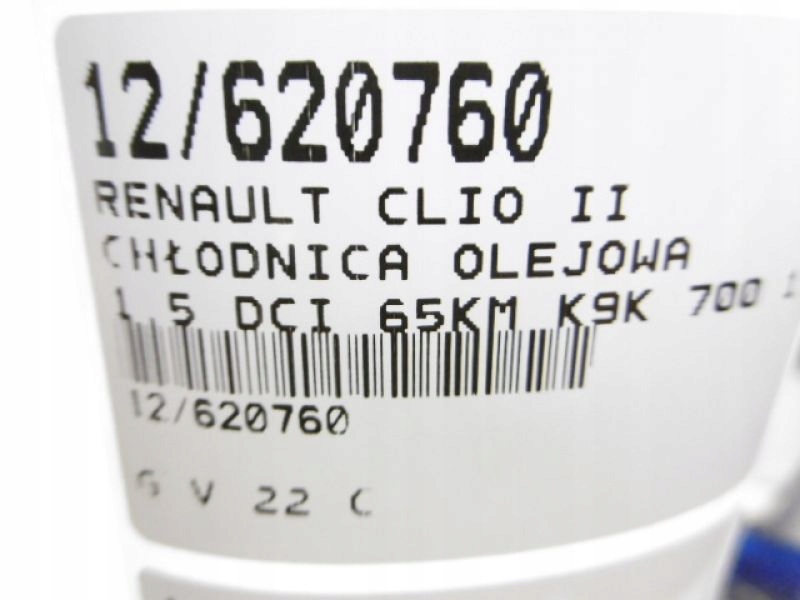 12/620760
RENAULT CLIO II
CHŁODNICA OLEJOWA
1 5 DCI 65KM K9K 700
12/620760
V 22 C